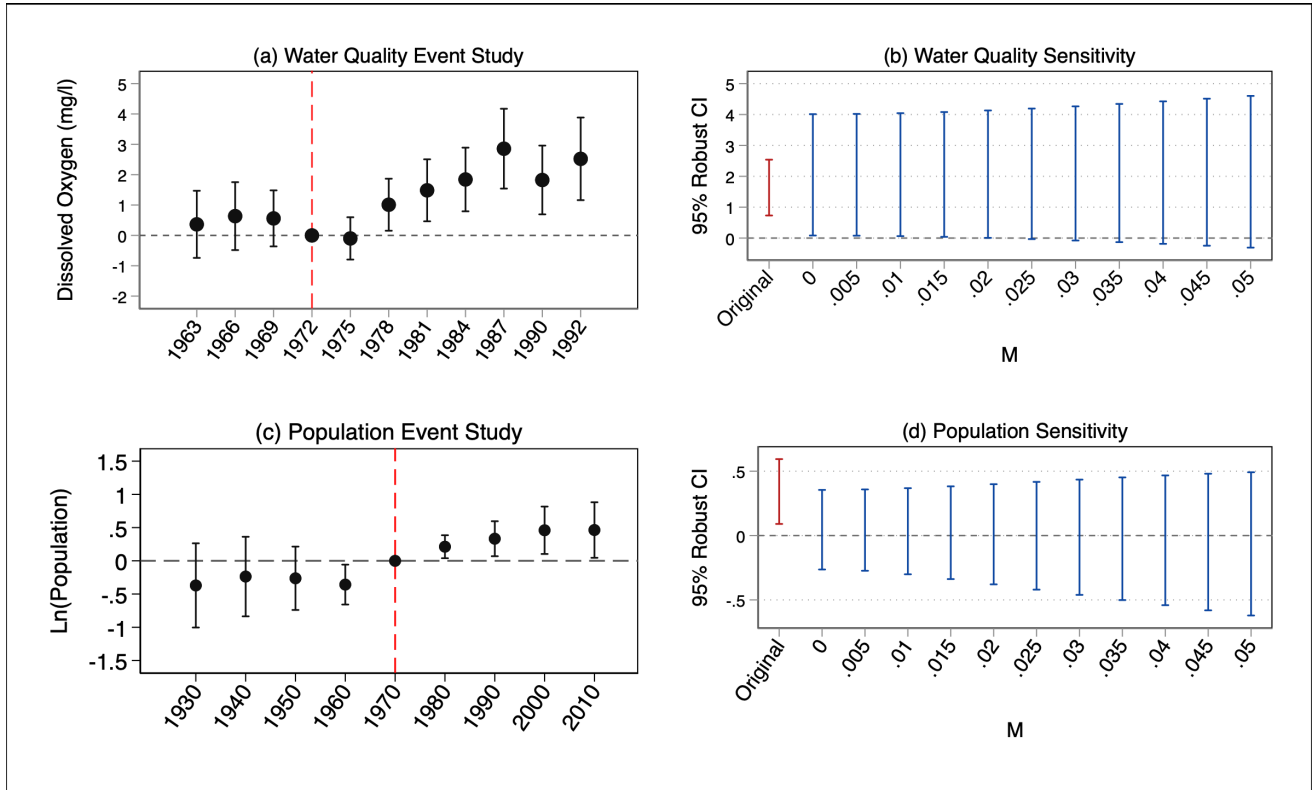 (a) Water Quality Event Study
Dissolved Oxygen (mg/l)
5
4
3
2
1
0
-1
-2
1963 1966 1969 1972 1975 1978 1981 1984 1987 1990 1992
(b) Water Quality Sensitivity
95% Robust CI
5
4
3
2
1
0
Original 0 .005 .01 .015 .02 .025 .03 .035 .04 .045 .05
M
(c) Population Event Study
Ln(Population)
1.5
1
.5
0
-.5
-1
-1.5
1930 1940 1950 1960 1970 1980 1990 2000 2010
(d) Population Sensitivity
95% Robust CI
.5
0
-.5
Original 0 .005 .01 .015 .02 .025 .03 .035 .04 .045 .05
M